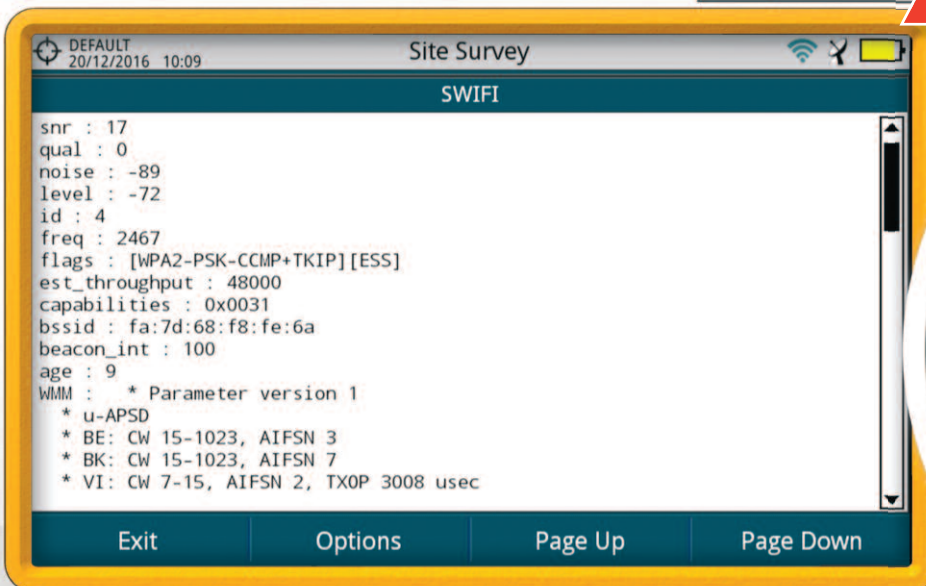 DEFAULT
20/12/2016 10:09
Site Survey
SWIFI
snr : 17
qual : 0
noise : -89
level : -72
id : 4
freq : 2467
flags : [WPA2-PSK-CCMP+TKIP][ESS]
est_throughput : 48000
capabilities : 0x0031
bssid : fa:7d:68:f8:fe:6a
beacon_int : 100
age : 9
WMM : * Parameter version 1
* u-APSD
* BE: CW 15-1023, AIFSN 3
* BK: CW 15-1023, AIFSN 7
* VI: CW 7-15, AIFSN 2, TXOP 3008 usec
Exit
Options
Page Up
Page Down